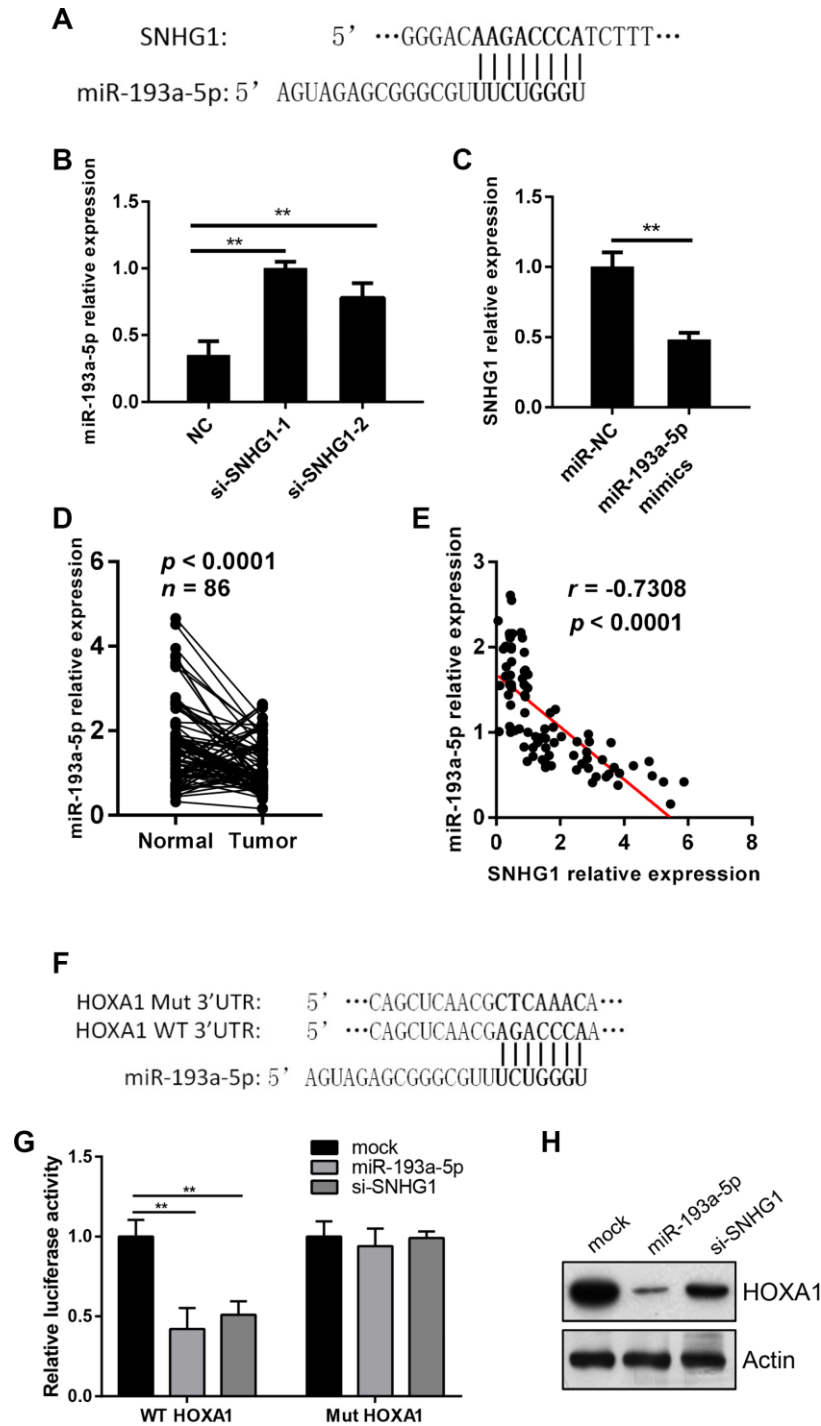 A
SNHG1: 5' ···GGGACAAGACCCATCTTT···
miR-193a-5p: 5' AGUAGAGCGGGCGUUUCUGGGU
B
miR-193a-5p relative expression
1.5
1.0
0.5
0.0
**
**
NC
si-SNHG1-1
si-SNHG1-2
C
SNHG1 relative expression
1.5
1.0
0.5
0.0
**
miR-NC
miR-193a-5p
mimics
D
miR-193a-5p relative expression
6
4
2
0
p < 0.0001
n = 86
Normal Tumor
E
miR-193a-5p relative expression
3
2
1
0
r = -0.7308
p < 0.0001
0 2 4 6 8
SNHG1 relative expression
F
HOXA1 Mut 3'UTR: 5' ···CAGCUCAACGCTCAAACA···
HOXA1 WT 3'UTR: 5' ···CAGCUCAACGAGACCCAA···
miR-193a-5p: 5' AGUAGAGCGGGCGUUUCUGGGU
G
Relative luciferase activity
1.5
1.0
0.5
0.0
mock
miR-193a-5p
si-SNHG1
**
**
WT HOXA1 Mut HOXA1
H
mock miR-193a-5p si-SNHG1
HOXA1
Actin